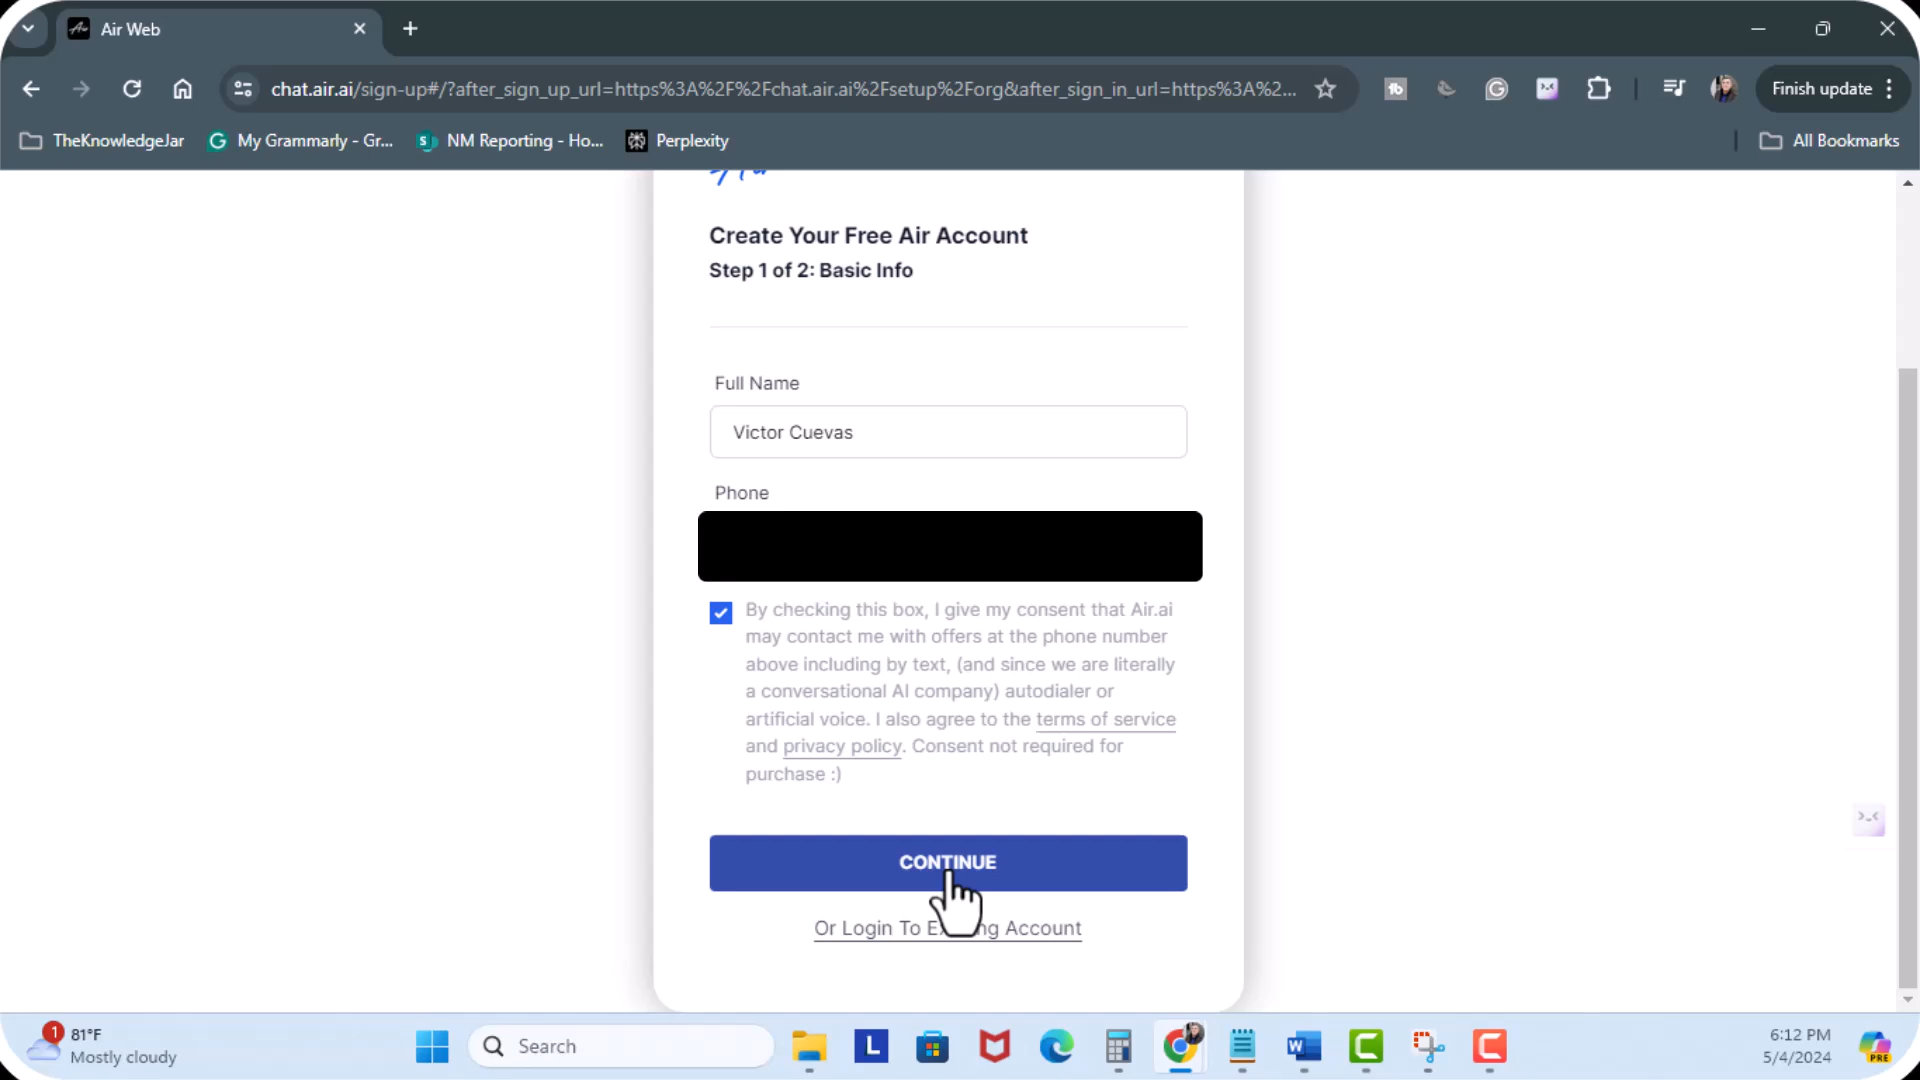 Air Web
chat.air.ai/sign-up#/?after_sign_up_url=https%3A%2F%2Fchat.air.ai%2Fsetup%2Forg&after_sign_in_url=https%3A%2...
Finish update
TheKnowledgeJar
My Grammarly - Gr...
NM Reporting - Ho...
Perplexity
All Bookmarks
Create Your Free Air Account
Step 1 of 2: Basic Info
Full Name
Victor Cuevas
Phone
By checking this box, I give my consent that Air.ai
may contact me with offers at the phone number
above including by text, (and since we are literally
a conversational AI company) autodialer or
artificial voice. I also agree to the terms of service
and privacy policy. Consent not required for
purchase :)
CONTINUE
Or Login To Account
1
81°F
Mostly cloudy
Search
6:12 PM
5/4/2024
PRE